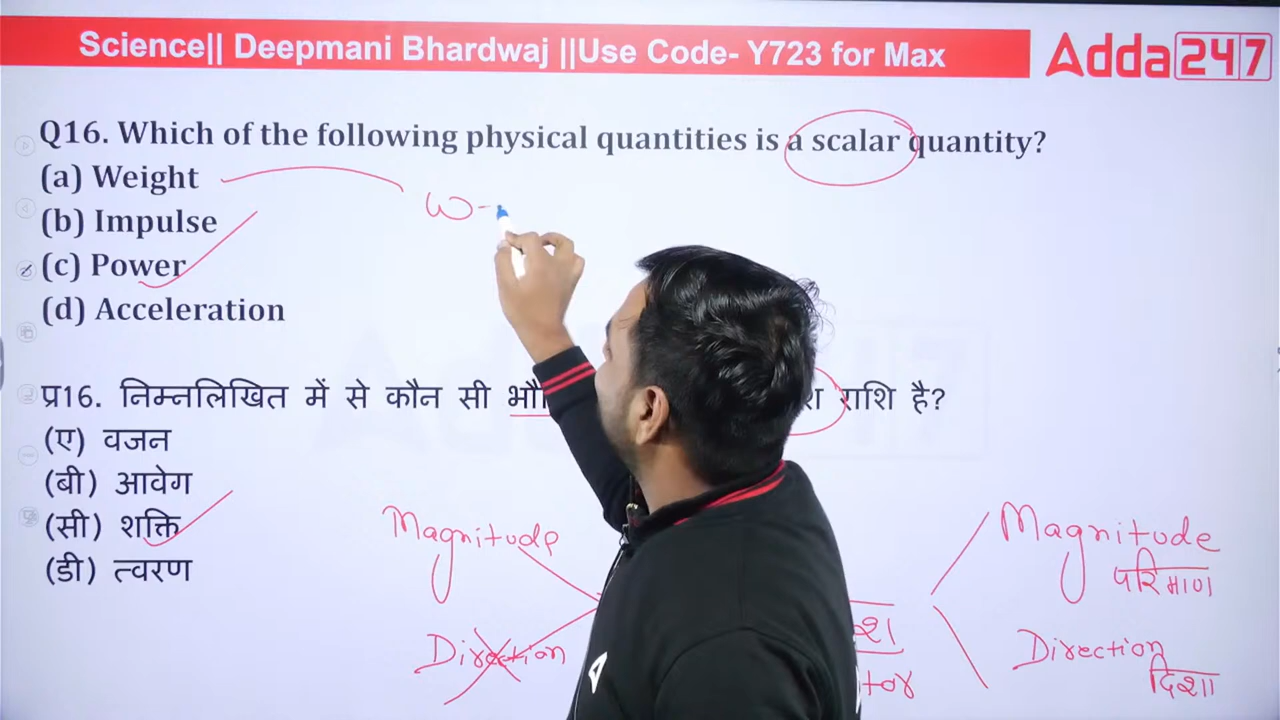 Science|| Deepmani Bhardwaj ||Use Code- Y723 for Max
Adda247
Q16. Which of the following physical quantities is a scalar quantity?
(a) Weight
(b) Impulse
(c) Power
(d) Acceleration
W-
प्र16. निम्नलिखित में से कौन सी राशि है?
(ए) वजन
(बी) आवेग
(सी) शक्ति
(डी) त्वरण
Magnitude
Direction
Magnitude
परिमाण
Direction
दिशा